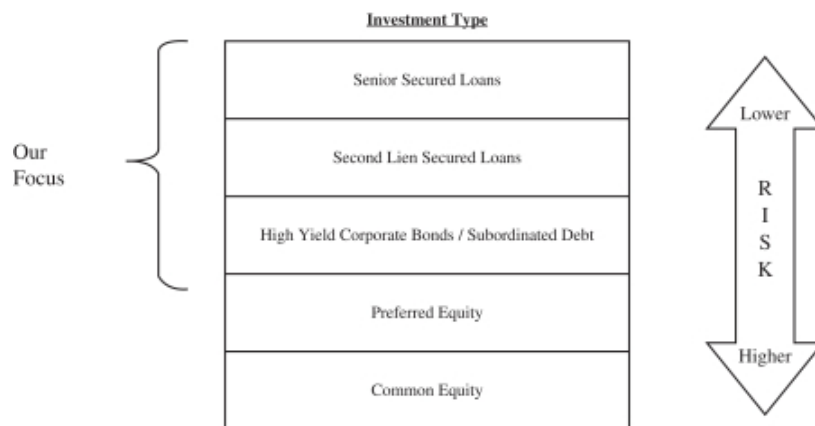 Investment Type
Senior Secured Loans
Lower
Our
Focus
Second Lien Secured Loans
High Yield Corporate Bonds / Subordinated Debt
R
I
S
K
Preferred Equity
Higher
Common Equity